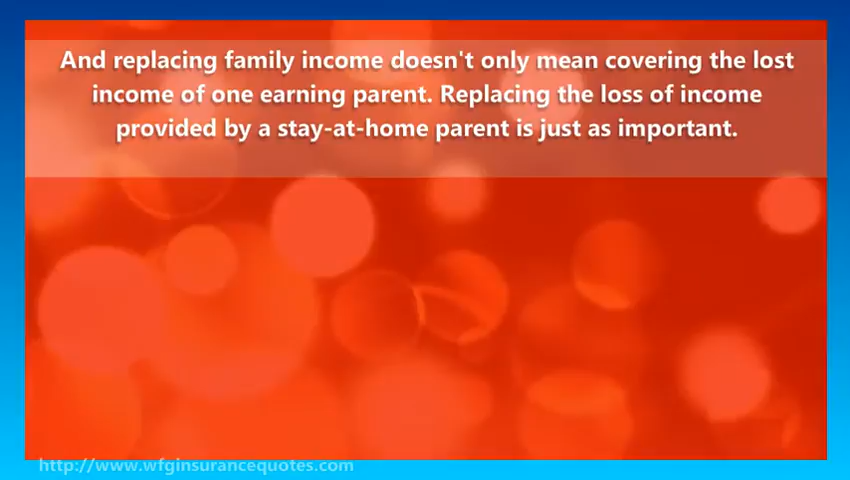 And replacing family income doesn't only mean covering the lost
income of one earning parent. Replacing the loss of income
provided by a stay-at-home parent is just as important.
http://www.wfginsurancequotes.com